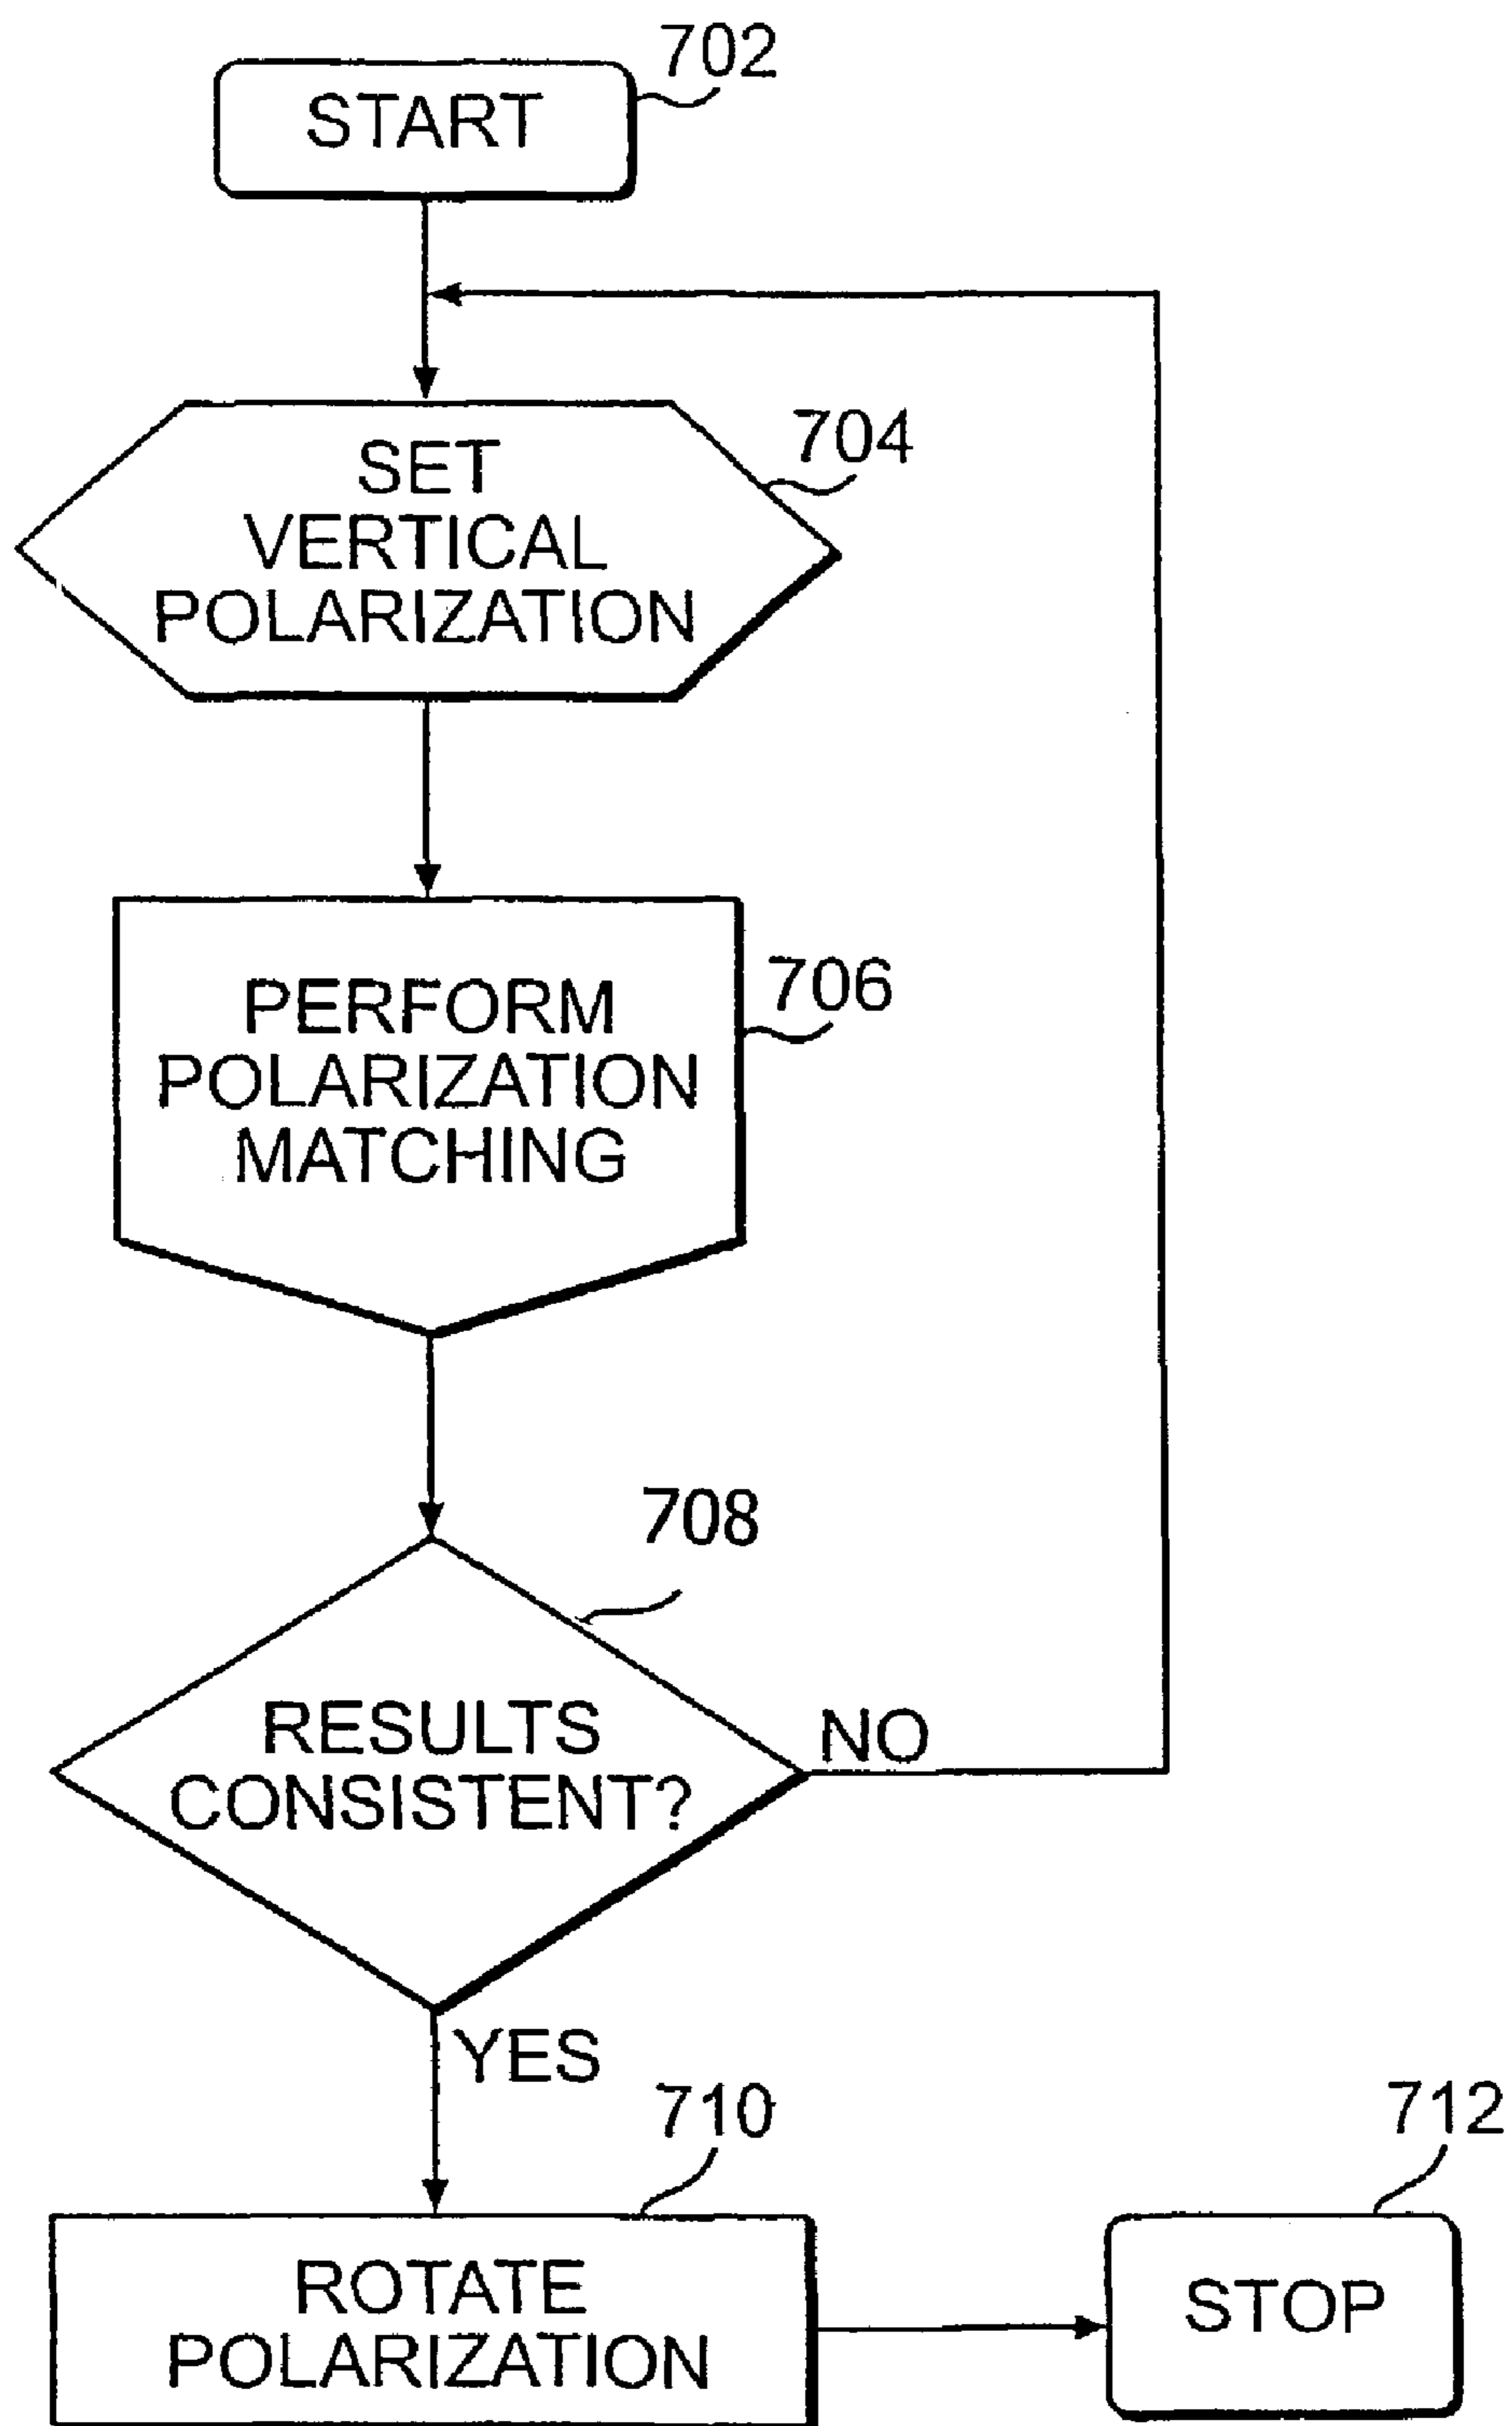 702
START
704
SET
VERTICAL
POLARIZATION
706
PERFORM
POLARIZATION
MATCHING
708
RESULTS
CONSISTENT?
NO
YES
710
ROTATE
POLARIZATION
712
STOP